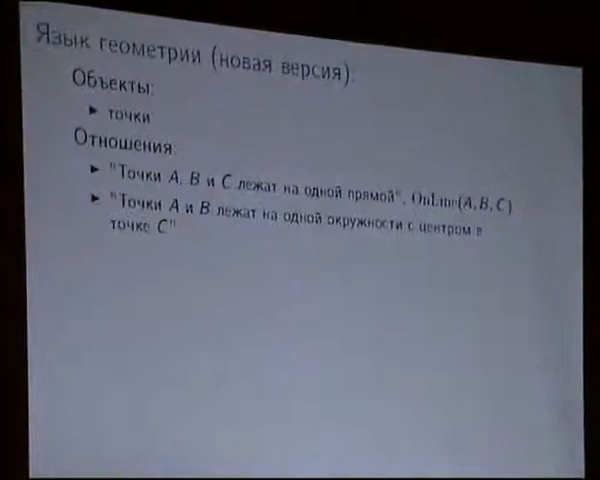 Язык геометрии (новая версия):
Объекты:
► точки
Отношения:
► "Точки A, B и C лежат на одной прямой", OnLine(A, B, C)
► "Точки A и B лежат на одной окружности с центром в
точке C"